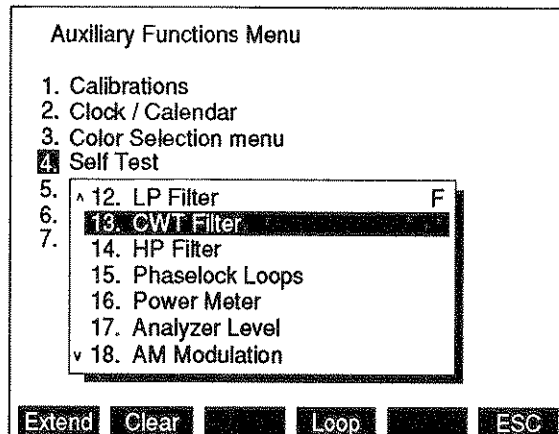 Auxiliary Functions Menu
1. Calibrations
2. Clock / Calendar
3. Color Selection menu
4. Self Test
5.
6.
7.
^ 12. LP Filter F
13. CWT Filter
14. HP Filter
15. Phaselock Loops
16. Power Meter
17. Analyzer Level
v 18. AM Modulation
Extend Clear Loop ESC